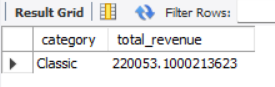 Result Grid Filter Rows:
category total_revenue
Classic 220053.1000213623